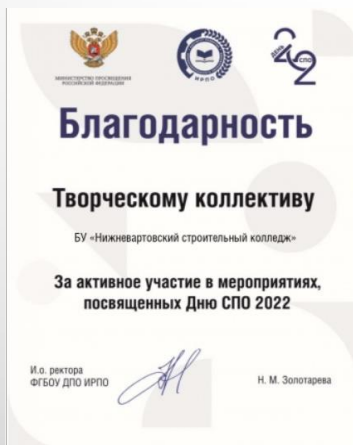 МИНИСТЕРСТВО ПРОСВЕЩЕНИЯ
РОССИЙСКОЙ ФЕДЕРАЦИИ
ИРПО
ДЕНЬ СПО
Благодарность
Творческому коллективу
БУ «Нижневартовский строительный колледж»
За активное участие в мероприятиях,
посвященных Дню СПО 2022
И.о. ректора
ФГБОУ ДПО ИРПО
Н. М. Золотарева